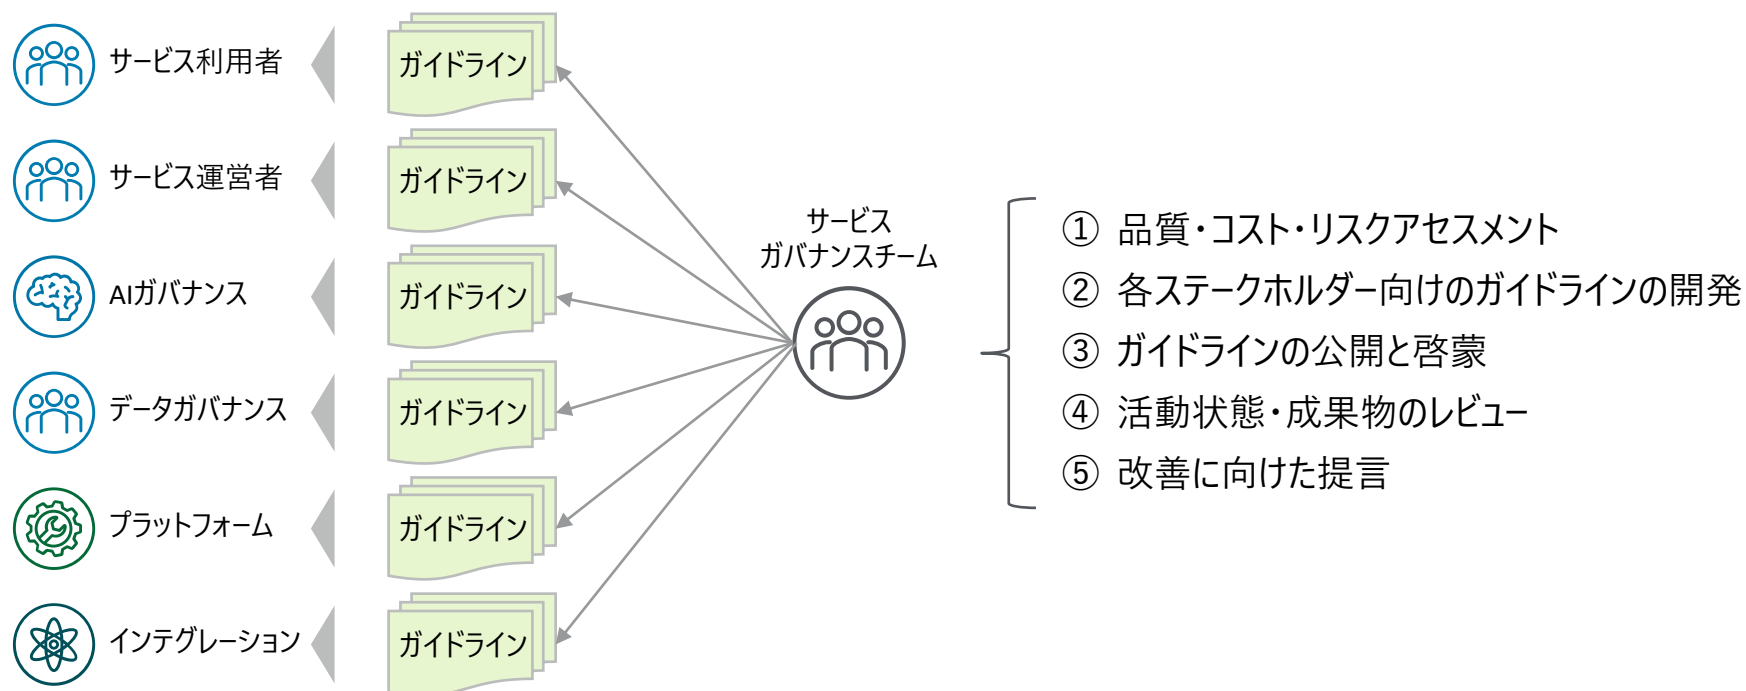 サービス利用者
ガイドライン
サービス運営者
ガイドライン
AIガバナンス
ガイドライン
データガバナンス
ガイドライン
プラットフォーム
ガイドライン
インテグレーション
ガイドライン
サービス
ガバナンスチーム
① 品質・コスト・リスクアセスメント
② 各ステークホルダー向けのガイドラインの開発
③ ガイドラインの公開と啓蒙
④ 活動状態・成果物のレビュー
⑤ 改善に向けた提言